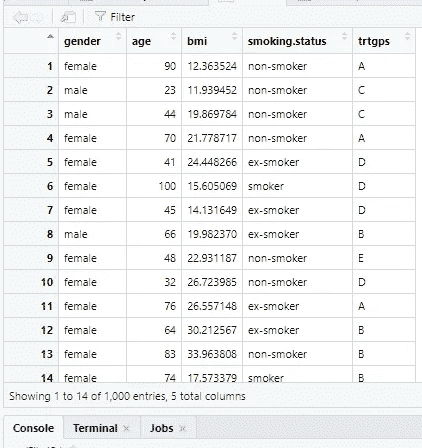 Filter
gender age bmi smoking.status trtgps
1 female 90 12.363524 non-smoker A
2 male 23 11.939452 non-smoker C
3 male 44 19.869784 non-smoker C
4 female 70 21.778717 non-smoker A
5 female 41 24.448266 ex-smoker D
6 female 100 15.605069 smoker D
7 female 45 14.131649 ex-smoker D
8 male 66 19.982370 ex-smoker B
9 female 48 22.931187 non-smoker E
10 female 32 26.723985 non-smoker D
11 female 76 26.557148 ex-smoker A
12 female 64 30.212567 ex-smoker B
13 female 83 33.963808 non-smoker B
14 female 74 17.573379 smoker B
Showing 1 to 14 of 1,000 entries, 5 total columns
Console Terminal × Jobs ×